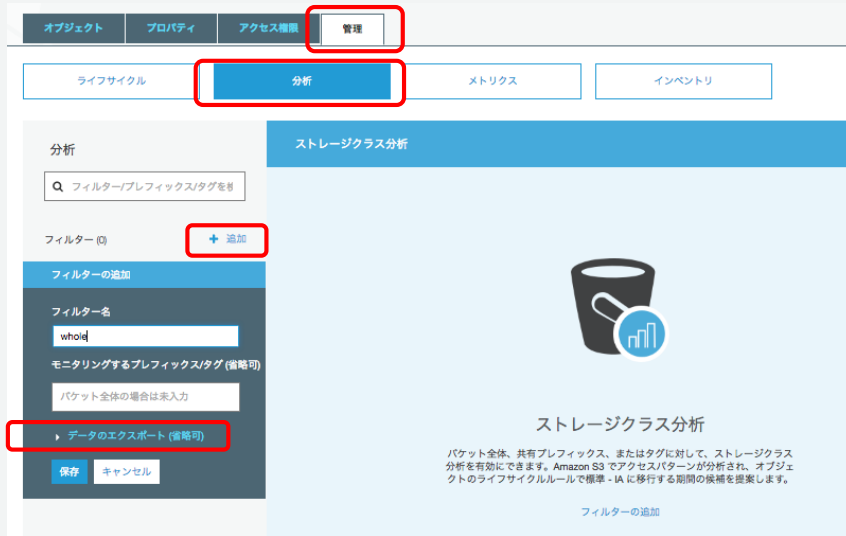 オブジェクト
プロパティ
アクセス権限
管理
ライフサイクル
分析
メトリクス
インベントリ
分析
フィルター/プレフィックス/タグを検
フィルター (0)
+ 追加
フィルターの追加
フィルター名
whole
モニタリングするプレフィックス/タグ (省略可)
バケット全体の場合は未入力
データのエクスポート (省略可)
保存
キャンセル
ストレージクラス分析
ストレージクラス分析
バケット全体、共有プレフィックス、またはタグに対して、ストレージクラス
分析を有効にできます。Amazon S3 でアクセスパターンが分析され、オブジェ
クトのライフサイクルルールで標準 - IA に移行する期間の候補を提案します。
フィルターの追加